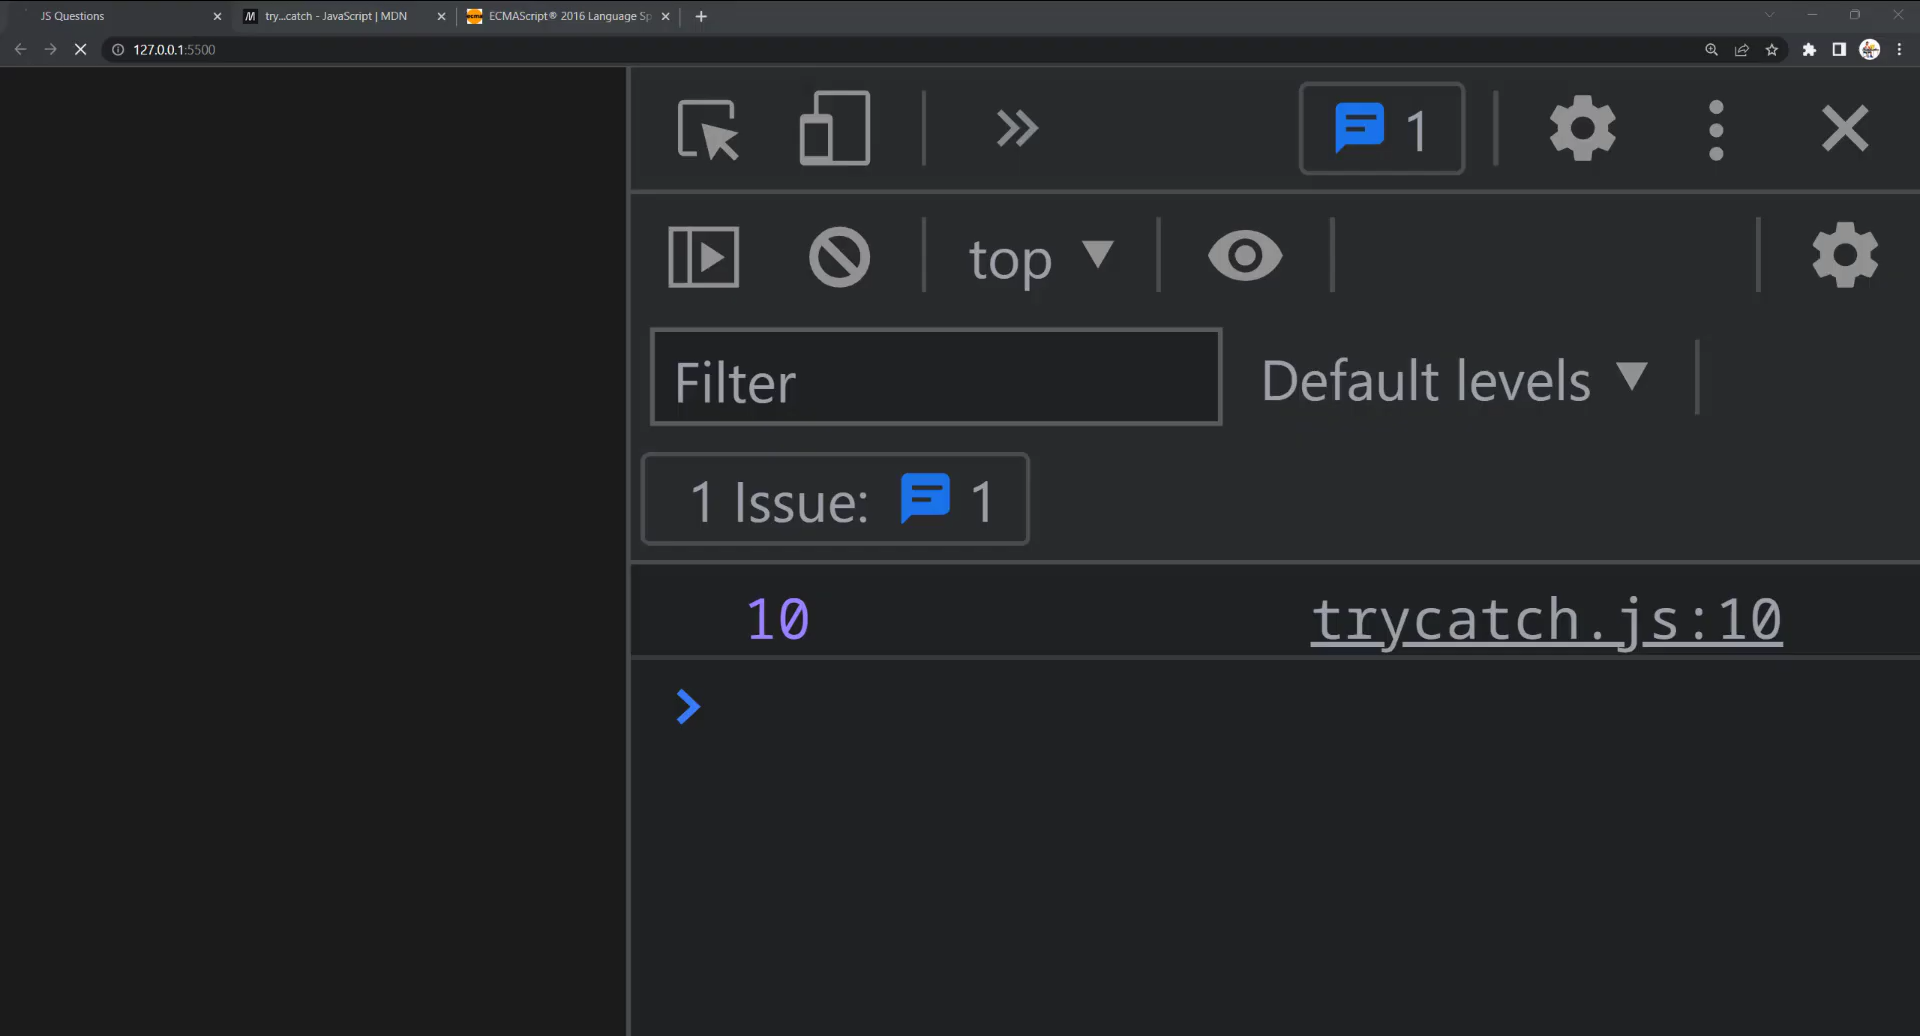 JS Questions
try...catch - JavaScript | MDN
ECMAScript® 2016 Language Sp
127.0.0.1:5500
1
top
Filter
Default levels
1 Issue: 1
10
trycatch.js:10